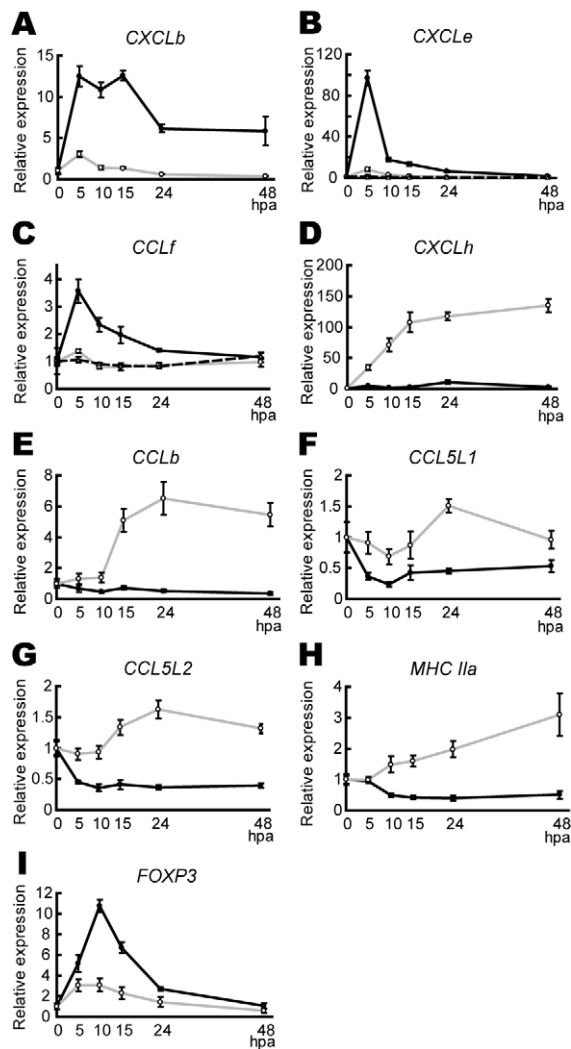 A
CXCLb
Relative expression
15
10
5
0
0 5 10 15 24 48
hpa
B
CXCLe
Relative expression
120
80
40
20
0
0 5 10 15 24 48
hpa
C
CCLf
Relative expression
4
3
2
1
0
0 5 10 15 24 48
hpa
D
CXCLh
Relative expression
200
150
100
50
0
0 5 10 15 24 48
hpa
E
CCLb
Relative expression
8
6
4
2
0
0 5 10 15 24 48
hpa
F
CCL5L1
Relative expression
2
1.5
1
0.5
0
0 5 10 15 24 48
hpa
G
CCL5L2
Relative expression
2
1.5
1
0.5
0
0 5 10 15 24 48
hpa
H
MHC IIa
Relative expression
4
3
2
1
0
0 5 10 15 24 48
hpa
I
FOXP3
Relative expression
12
10
8
6
4
2
0
0 5 10 15 24 48
hpa